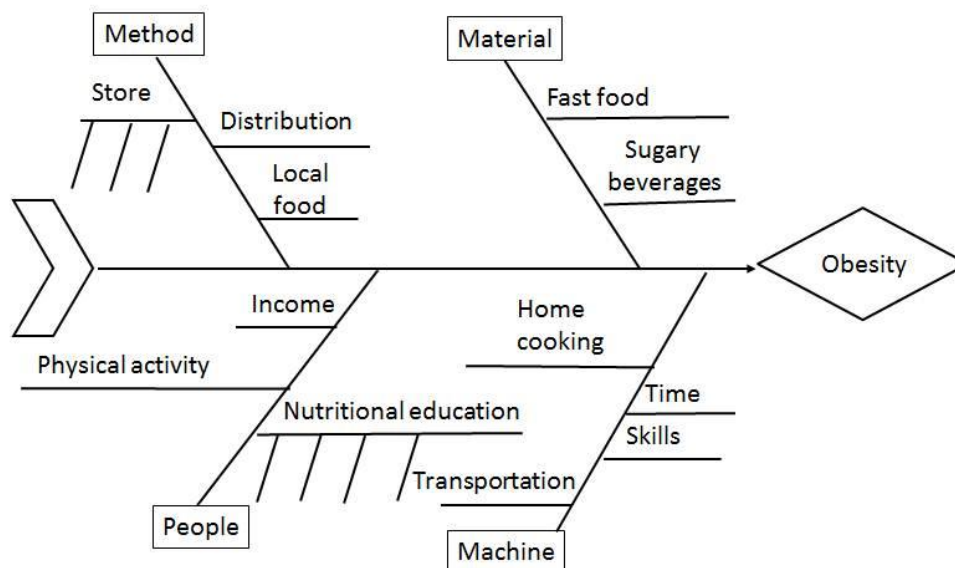 Method
Material
Store
Fast food
Distribution
Sugary
beverages
Local
food
Obesity
Income
Home
cooking
Physical activity
Time
Nutritional education
Skills
Transportation
People
Machine